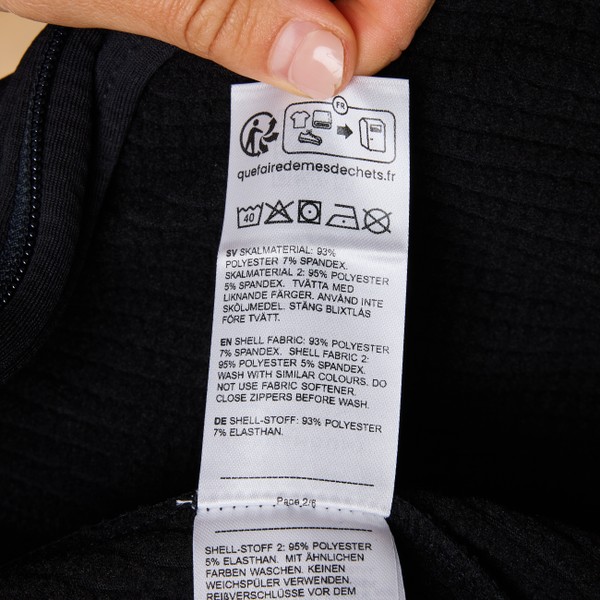 FR
quefairedemesdechets.fr
40
SV SKALMATERIAL: 93%
POLYESTER 7% SPANDEX.
SKALMATERIAL 2: 95% POLYESTER
5% SPANDEX. TVÄTTA MED
LIKNANDE FÄRGER. ANVÄND INTE
SKÖLJMEDEL. STÄNG BLIXTLÅS
FÖRE TVÄTT.
EN SHELL FABRIC: 93% POLYESTER
7% SPANDEX. SHELL FABRIC 2:
95% POLYESTER 5% SPANDEX.
WASH WITH SIMILAR COLOURS. DO
NOT USE FABRIC SOFTENER.
CLOSE ZIPPERS BEFORE WASH.
DE SHELL-STOFF: 93% POLYESTER
7% ELASTHAN.
Page 2/6
SHELL-STOFF 2: 95% POLYESTER
5% ELASTHAN. MIT ÄHNLICHEN
FARBEN WASCHEN. KEINEN
WEICHSPÜLER VERWENDEN.
REIßVERSCHLÜSSE VOR DEM